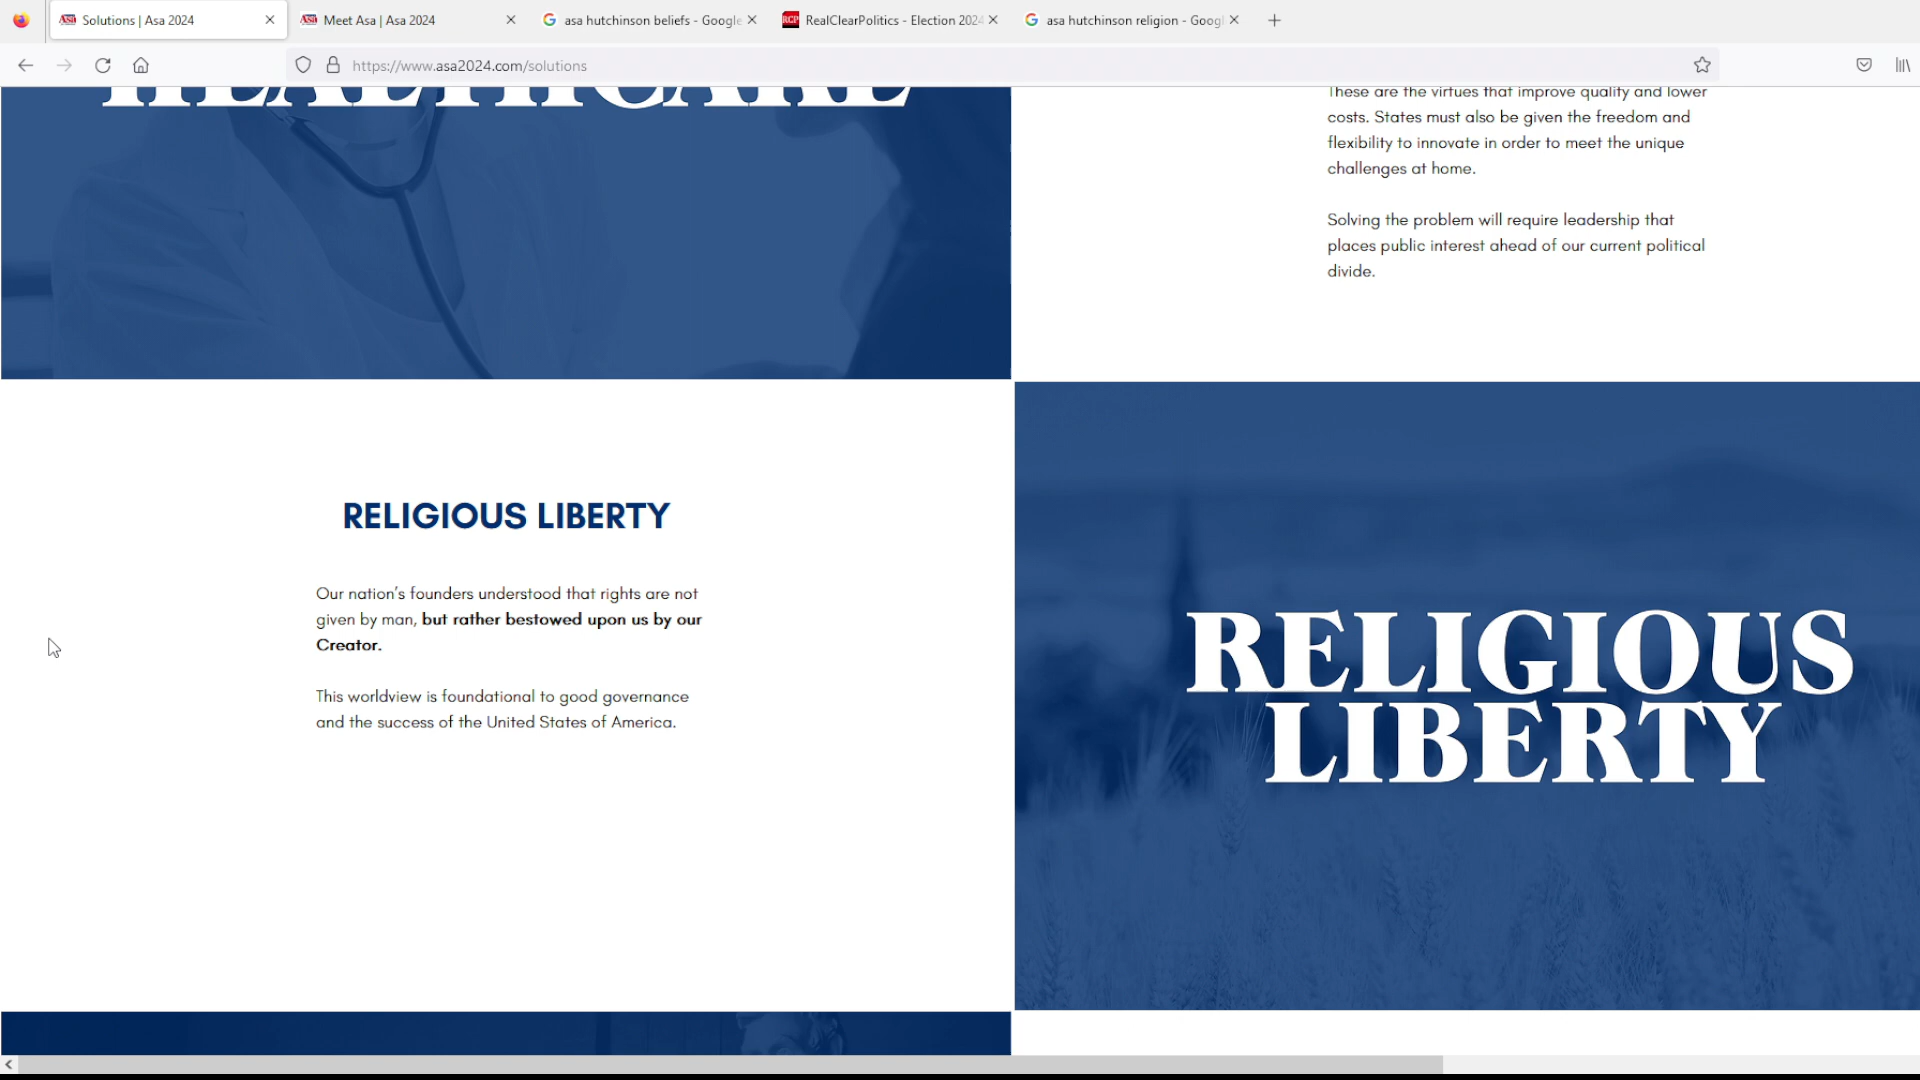 Solutions | Asa 2024
Meet Asa | Asa 2024
asa hutchinson beliefs - Google
RealClearPolitics - Election 2024
asa hutchinson religion - Googl
https://www.asa2024.com/solutions
HEALTHCARE
These are the virtues that improve quality and lower
costs. States must also be given the freedom and
flexibility to innovate in order to meet the unique
challenges at home.
Solving the problem will require leadership that
places public interest ahead of our current political
divide.
RELIGIOUS LIBERTY
Our nation's founders understood that rights are not
given by man, but rather bestowed upon us by our
Creator.
This worldview is foundational to good governance
and the success of the United States of America.
RELIGIOUS
LIBERTY